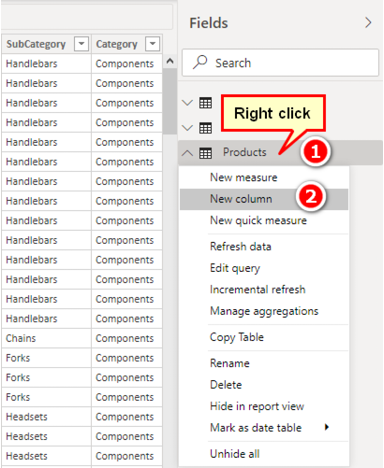 SubCategory Category
Handlebars Components
Handlebars Components
Handlebars Components
Handlebars Components
Handlebars Components
Handlebars Components
Handlebars Components
Handlebars Components
Handlebars Components
Handlebars Components
Handlebars Components
Handlebars Components
Handlebars Components
Handlebars Components
Chains Components
Forks Components
Forks Components
Forks Components
Headsets Components
Headsets Components
Headsets Components
Fields
Search
Right click
Products 1
New measure
New column 2
New quick measure
Refresh data
Edit query
Incremental refresh
Manage aggregations
Copy Table
Rename
Delete
Hide in report view
Mark as date table
Unhide all